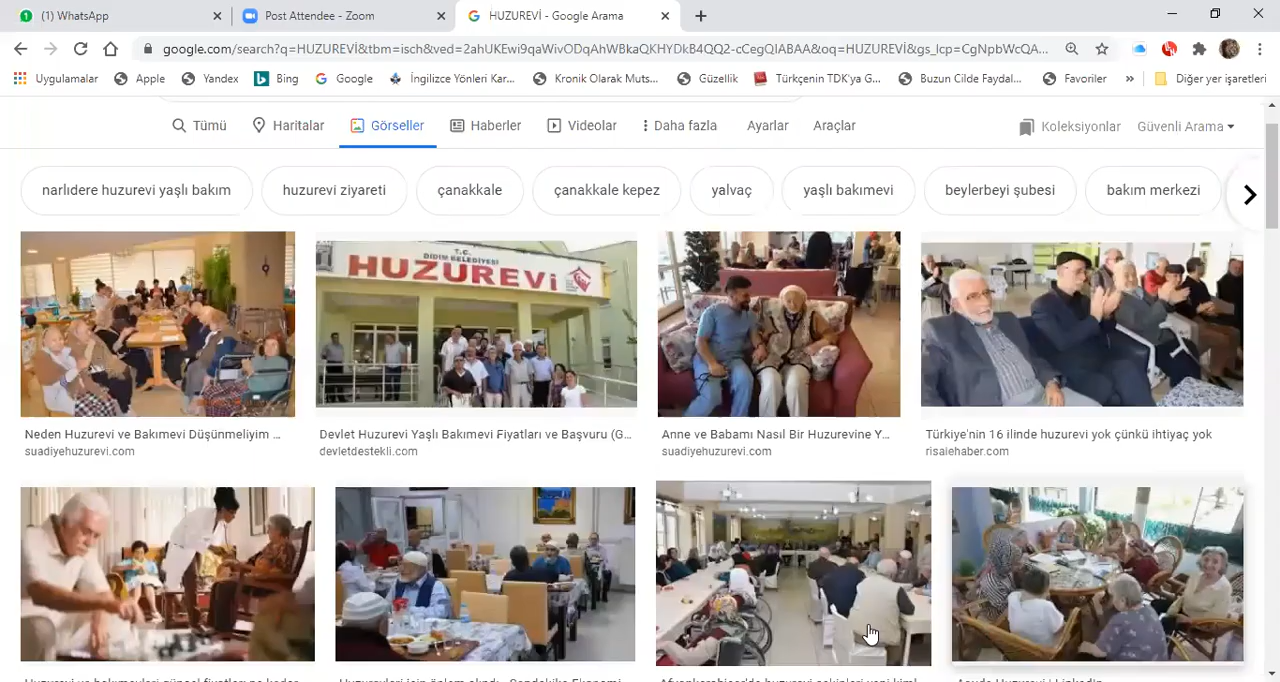 (1) WhatsApp
Post Attendee - Zoom
HUZUREVİ - Google Arama
google.com/search?q=HUZUREVİ&tbm=isch&ved=2ahUKEwi9qaWivODqAhWBkaQKHYDkB4QQ2-cCegQIABAA&oq=HUZUREVİ&gs_lcp=CgNpbWcQA...
Uygulamalar Apple Yandex Bing Google İngilizce Yönleri Kar... Kronik Olarak Muts... Güzellik Türkçenin TDK'ya G... Buzun Cilde Faydal... Favoriler » Diğer yer işaretleri
Tümü Haritalar Görseller Haberler Videolar Daha fazla Ayarlar Araçlar Koleksiyonlar Güvenli Arama
narlıdere huzurevi yaşlı bakım huzurevi ziyareti çanakkale çanakkale kepez yalvaç yaşlı bakımevi beylerbeyi şubesi bakım merkezi
T.C.
DİDİM BELEDİYESİ
HUZUREVİ
Neden Huzurevi ve Bakımevi Düşünmeliyim ...
suadiyehuzurevi.com
Devlet Huzurevi Yaşlı Bakımevi Fiyatları ve Başvuru (G...
devletdestekli.com
Anne ve Babamı Nasıl Bir Huzurevine Y...
suadiyehuzurevi.com
Türkiye'nin 16 ilinde huzurevi yok çünkü ihtiyaç yok
risalehaber.com